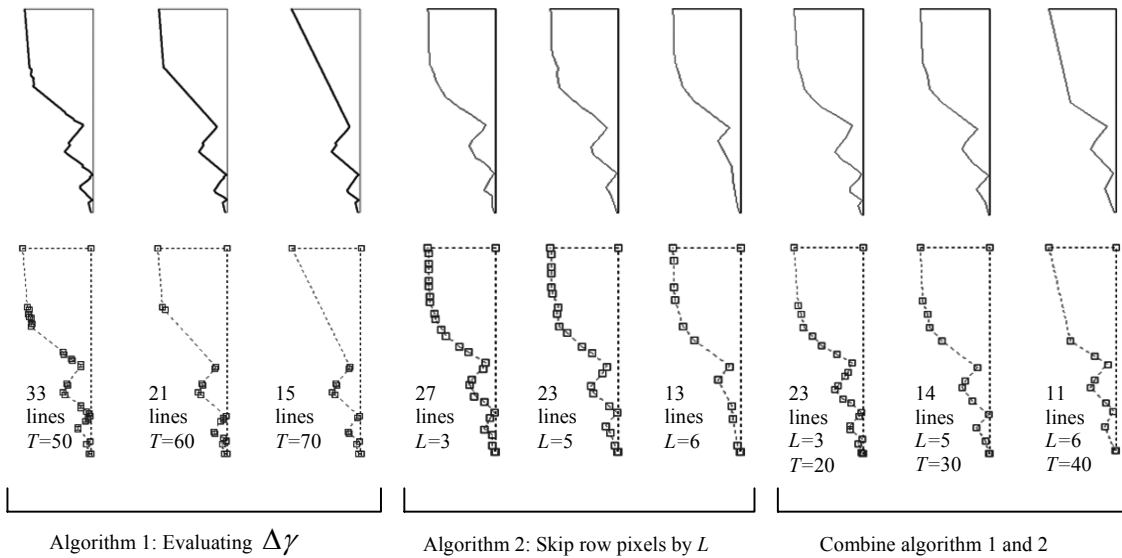 33
lines
T=50
21
lines
T=60
15
lines
T=70
27
lines
L=3
23
lines
L=5
13
lines
L=6
23
lines
L=3
T=20
14
lines
L=5
T=30
11
lines
L=6
T=40
Algorithm 1: Evaluating Δγ
Algorithm 2: Skip row pixels by L
Combine algorithm 1 and 2